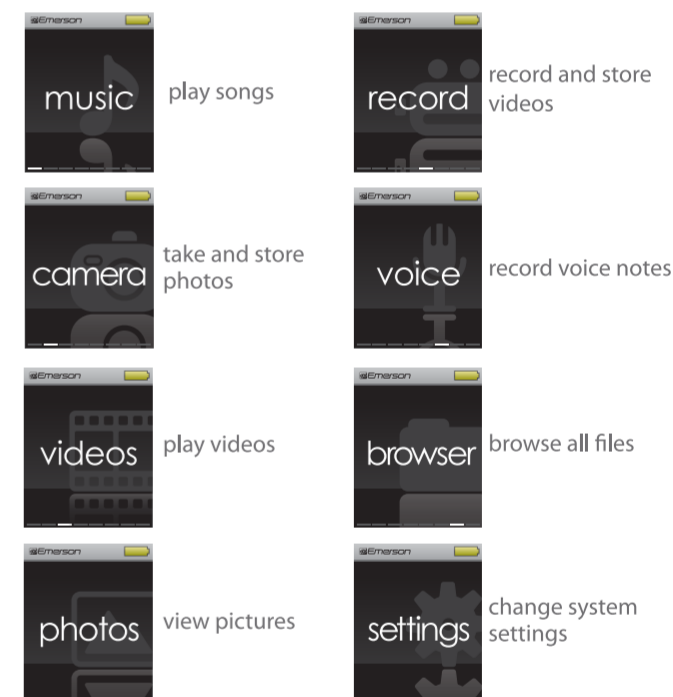 Emerson
music
play songs
Emerson
record
record and store
videos
Emerson
camera
take and store
photos
Emerson
voice
record voice notes
Emerson
videos
play videos
Emerson
browser
browse all files
Emerson
photos
view pictures
Emerson
settings
change system
settings